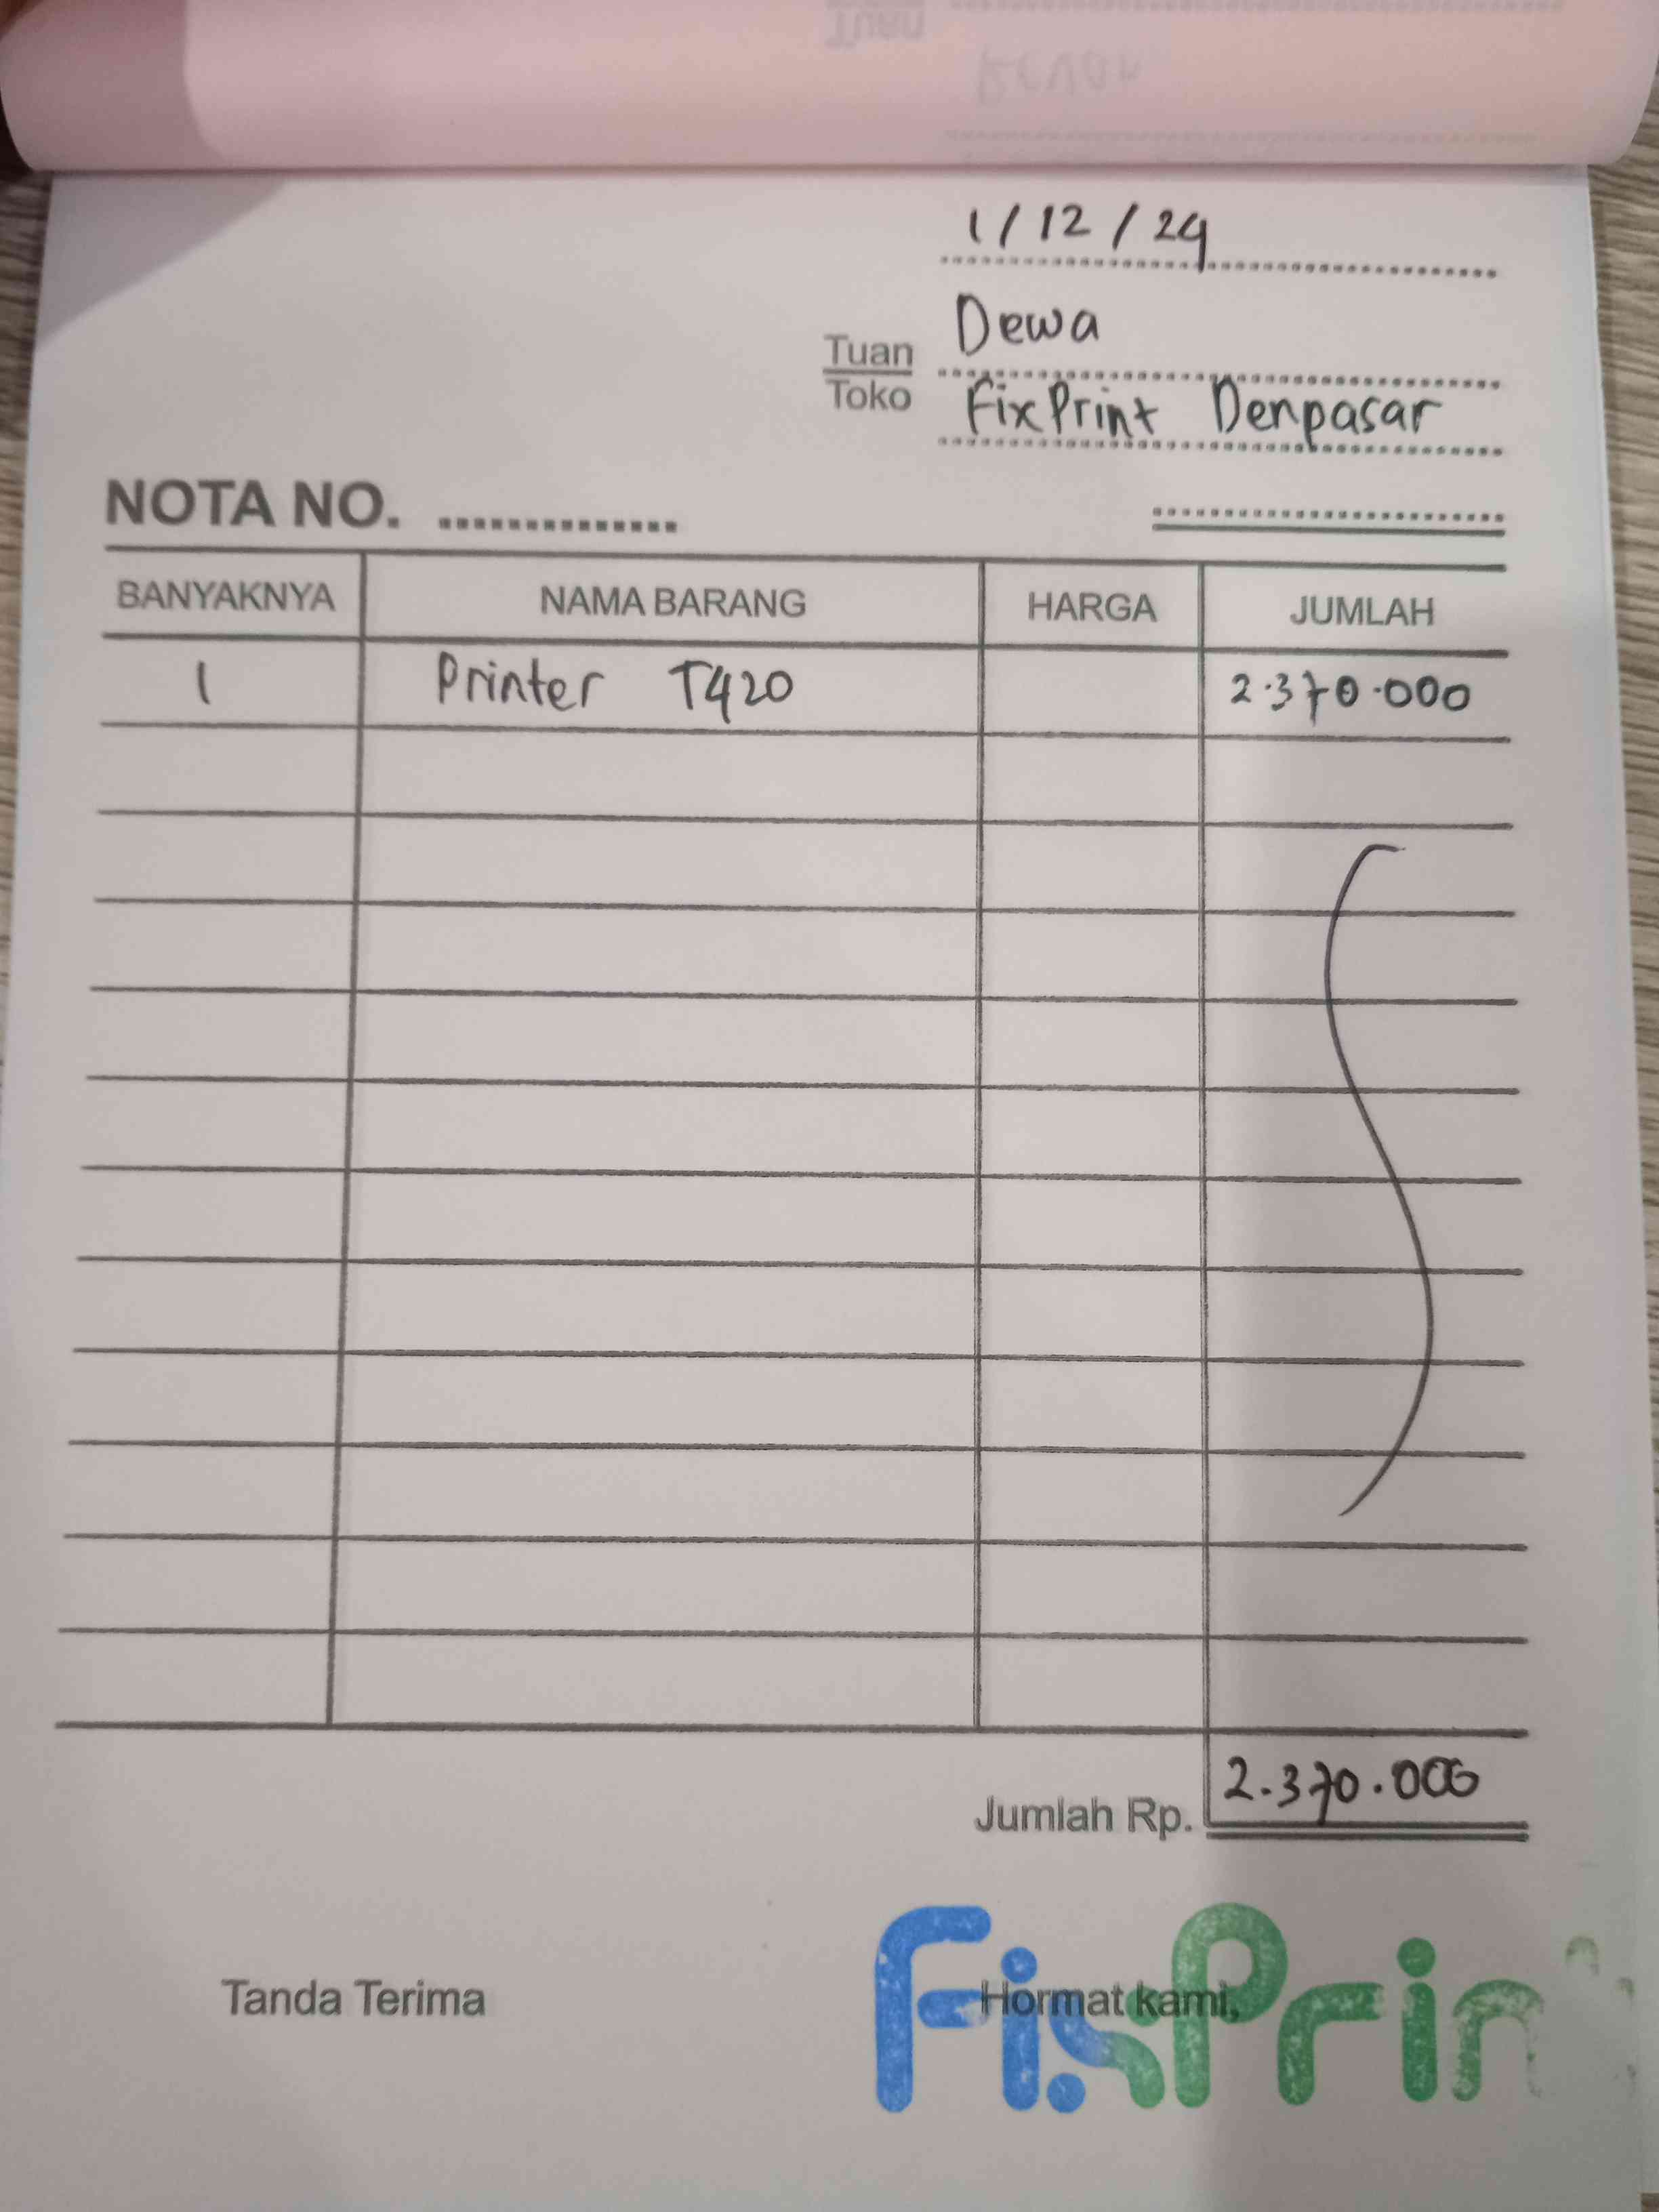 1/12/24
Tuan Dewa
Toko FixPrint Denpasar
NOTA NO. ...............
BANYAKNYA NAMA BARANG HARGA JUMLAH
1 Printer T420 2.370.000
Jumlah Rp. 2.370.000
Tanda Terima Hormat kami,
FixPrin